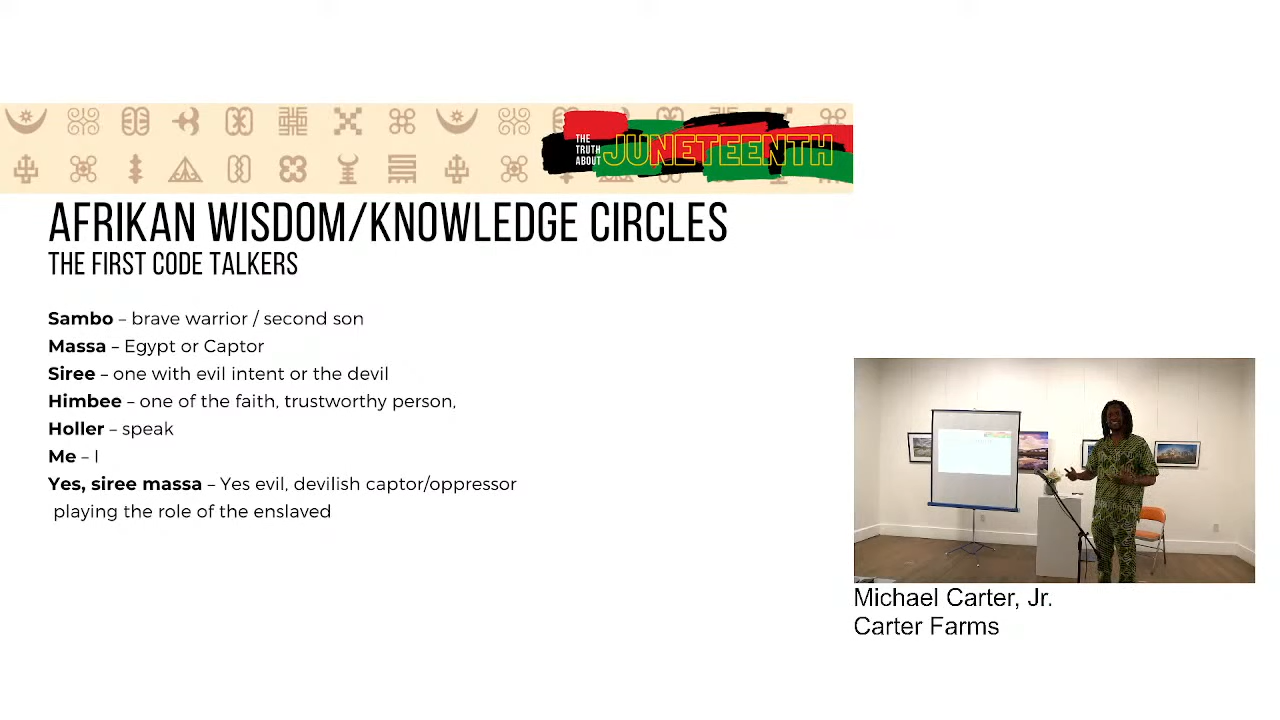 THE
TRUTH
ABOUT
JUNETEENTH
AFRIKAN WISDOM/KNOWLEDGE CIRCLES
THE FIRST CODE TALKERS
Sambo – brave warrior / second son
Massa – Egypt or Captor
Siree – one with evil intent or the devil
Himbee – one of the faith, trustworthy person,
Holler – speak
Me – I
Yes, siree massa – Yes evil, devilish captor/oppressor
playing the role of the enslaved
Michael Carter, Jr.
Carter Farms